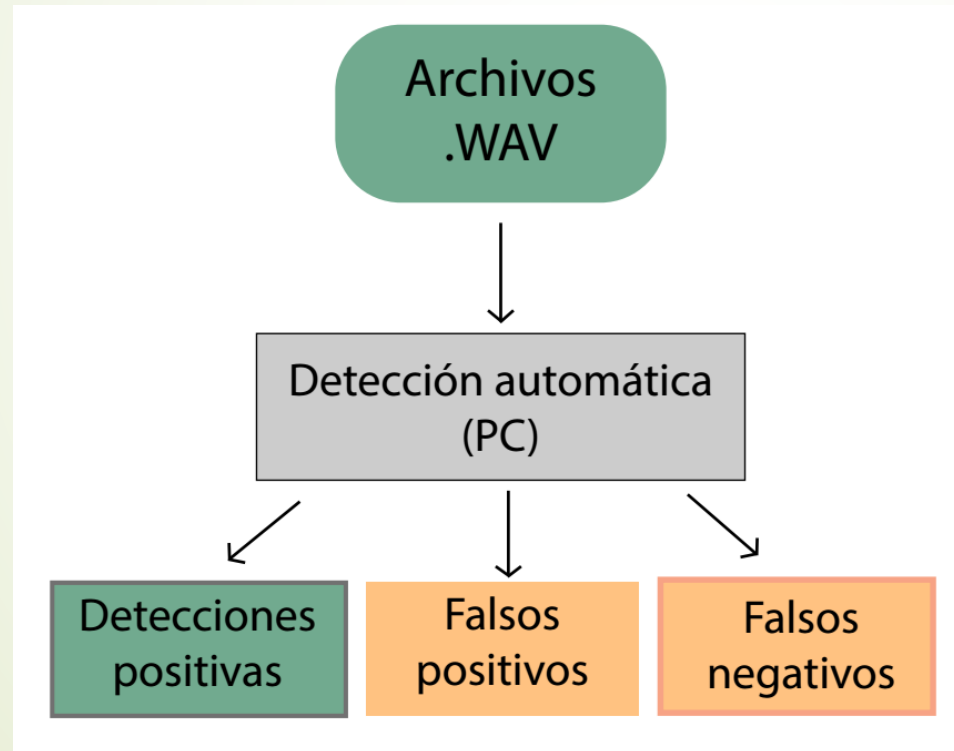 Archivos
.WAV
Detección automática
(PC)
Detecciones
positivas
Falsos
positivos
Falsos
negativos